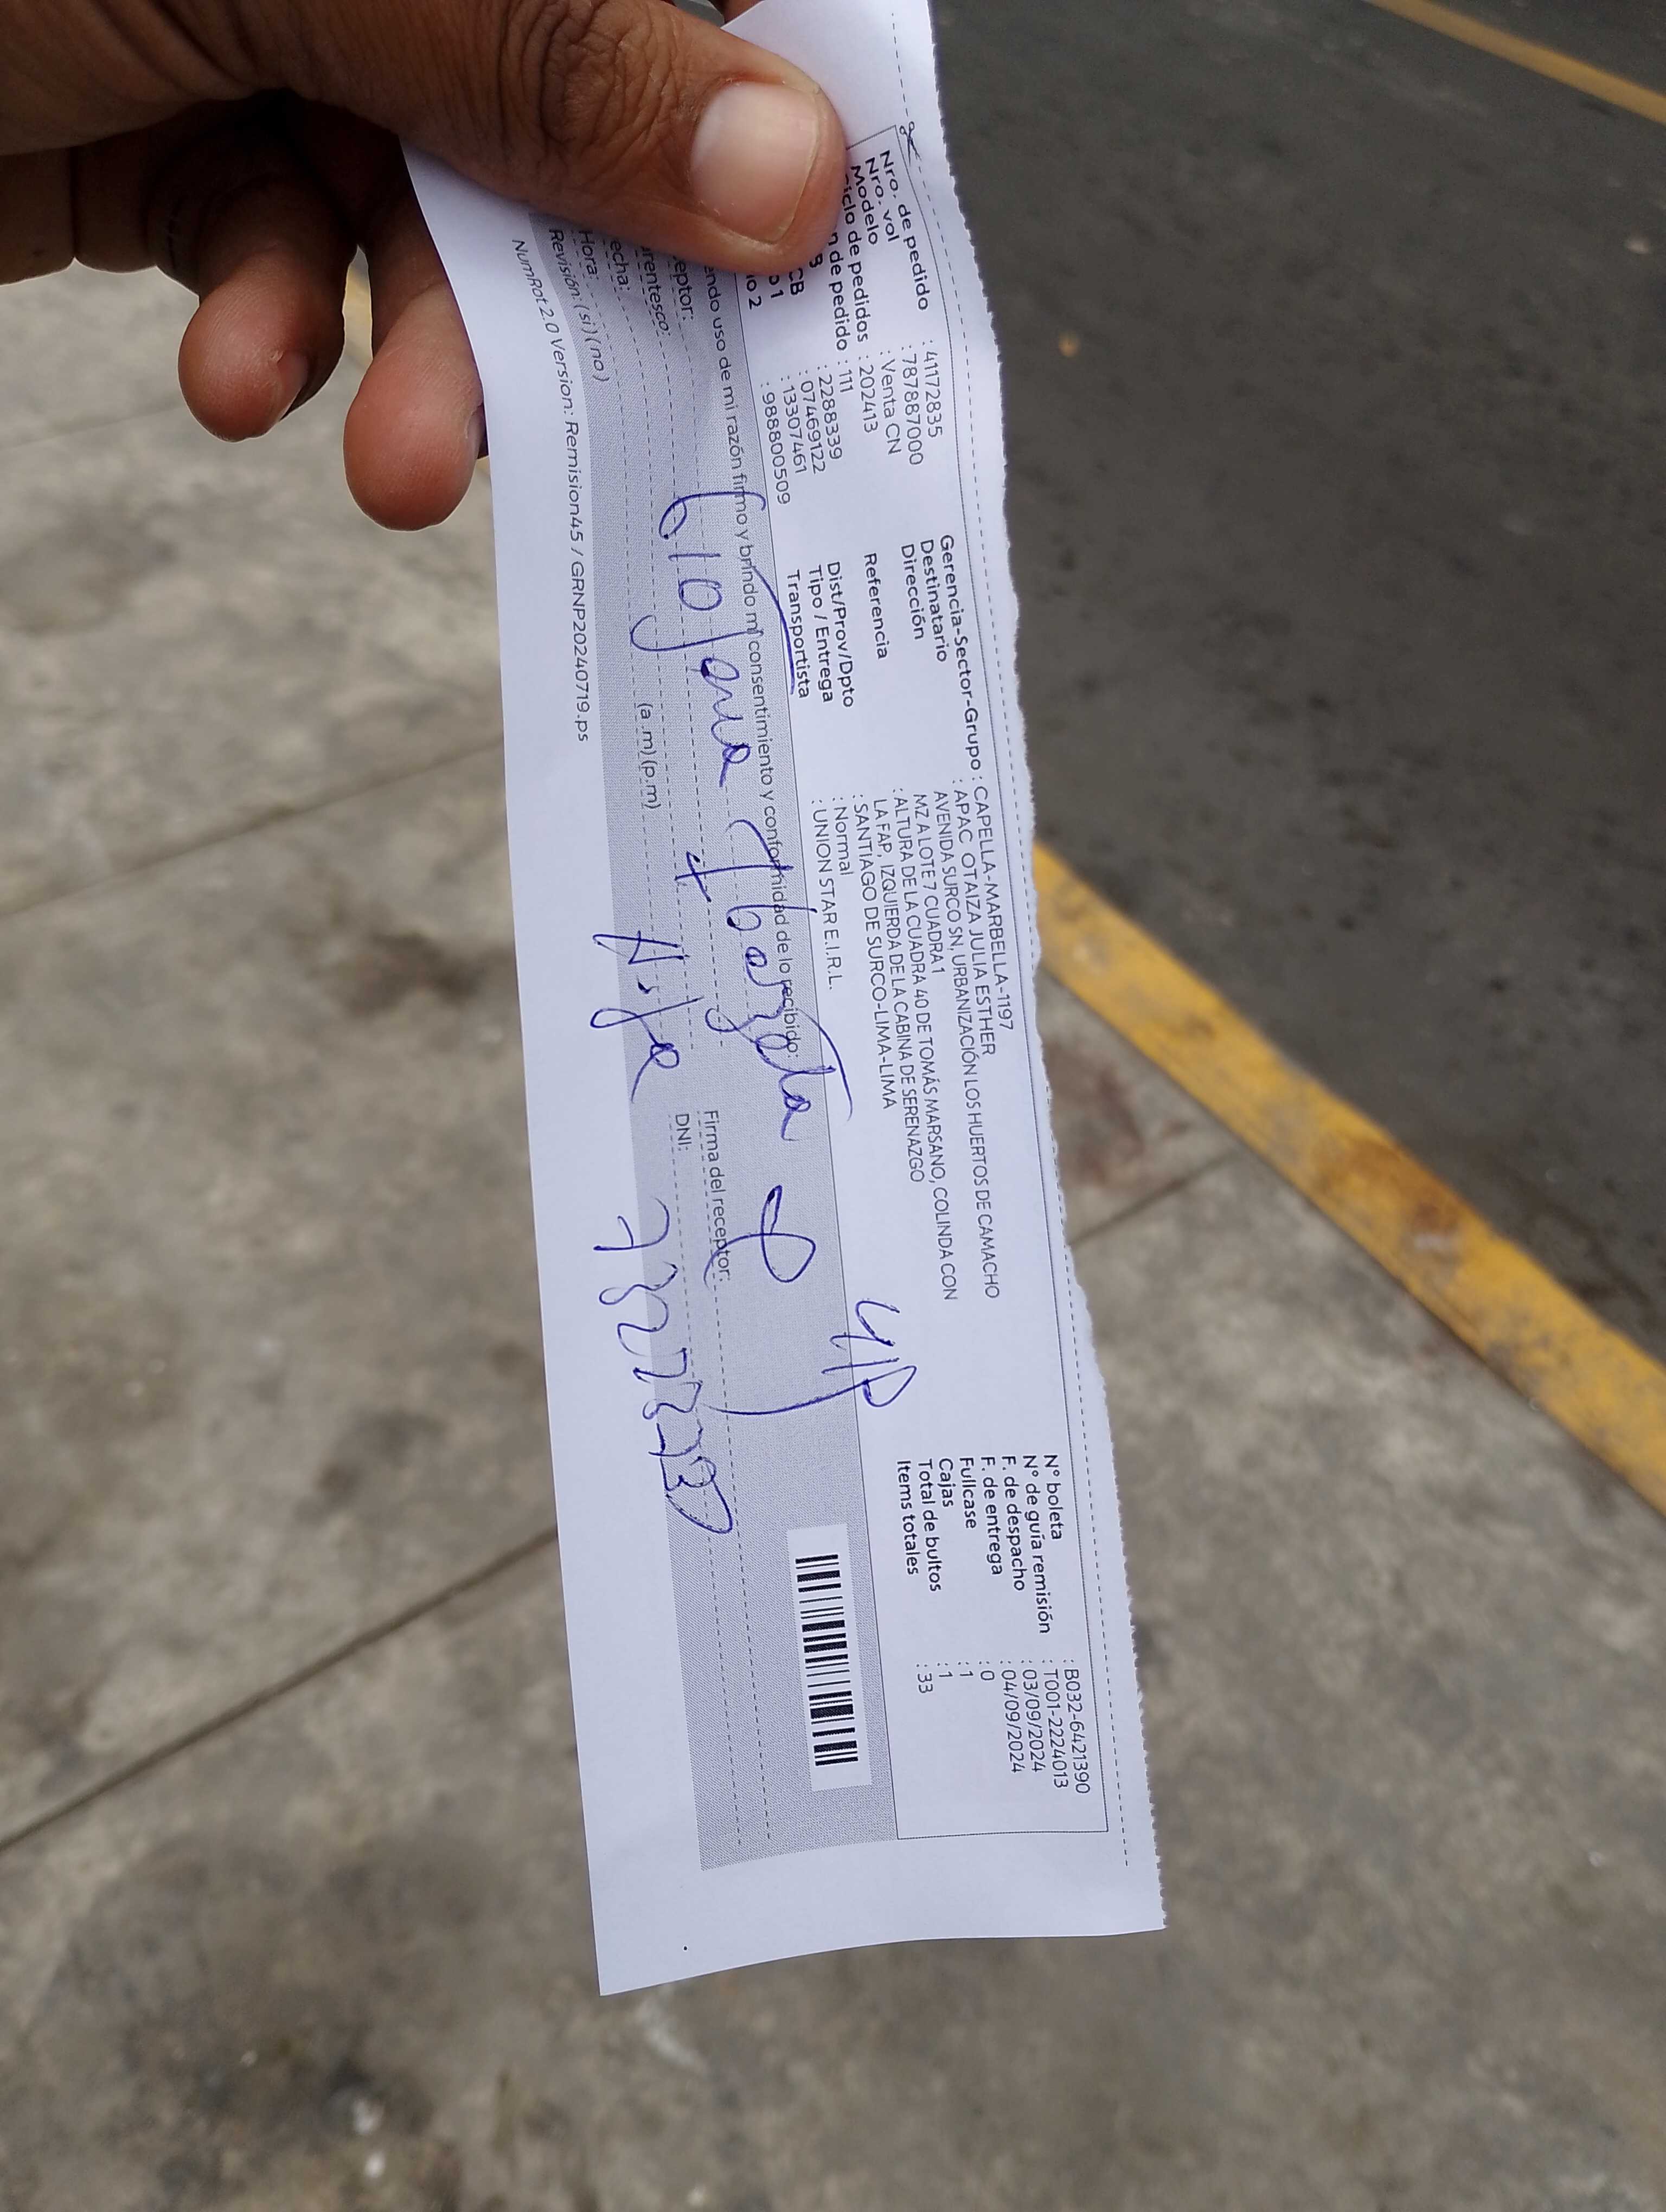 Nro. de pedido : 41172835
Nro. vol : 7878887000
Modelo : Venta CN
iclo de pedidos : 202413
n de pedido : 111
: 2288339
CB : 07469122
o 1 : 13307461
io 2 : 988800509
Gerencia-Sector-Grupo : CAPELLA-MARBELLA-1197
Destinatario : APAC OTAIZA JULIA ESTHER
Dirección AVENIDA SURCO SN, URBANIZACIÓN LOS HUERTOS DE CAMACHO
MZ A LOTE 7 CUADRA 1
Referencia : ALTURA DE LA CUADRA 40 DE TOMÁS MARSANO, COLINDA CON
LA FAP, IZQUIERDA DE LA CABINA DE SERENAZGO
Dist/Prov/Dpto : SANTIAGO DE SURCO-LIMA-LIMA
Tipo / Entrega : Normal
Transportista : UNION STAR E.I.R.L.
N° boleta : B032-6421390
N° de guía remisión : T001-2224013
F. de despacho : 03/09/2024
F. de entrega : 04/09/2024
Fullcase : 0
Cajas : 1
Total de bultos : 1
Items totales : 33
endo uso de mi razón firmo y brindo mi consentimiento y conformidad de lo recibido:
eptor:
Firma del receptor:
rentesco:
DNI:
echa:
Hora: (a.m) (p.m)
Revisión: (si) (no)
NumRot 2.0 Version: Remision45 / GRNP20240719.ps